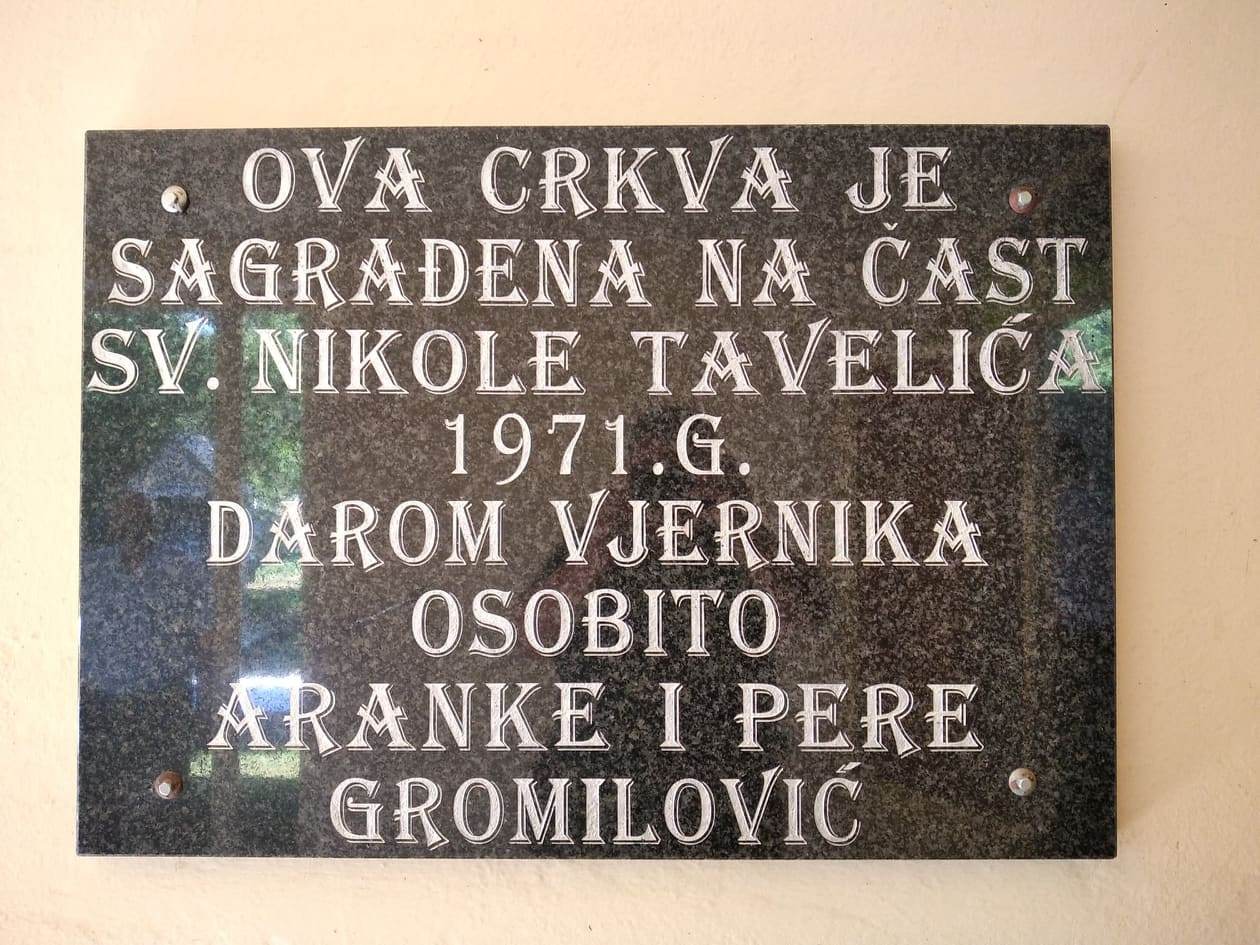 OVA CRKVA JE
SAGRAĐENA NA ČAST
SV. NIKOLE TAVELIĆA
1971.G.
DAROM VJERNIKA
OSOBITO
ARANKE I PERE
GROMILOVIĆ